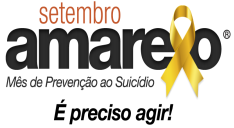 setembro
amarelo®
Mês de Prevenção ao Suicídio
É preciso agir!